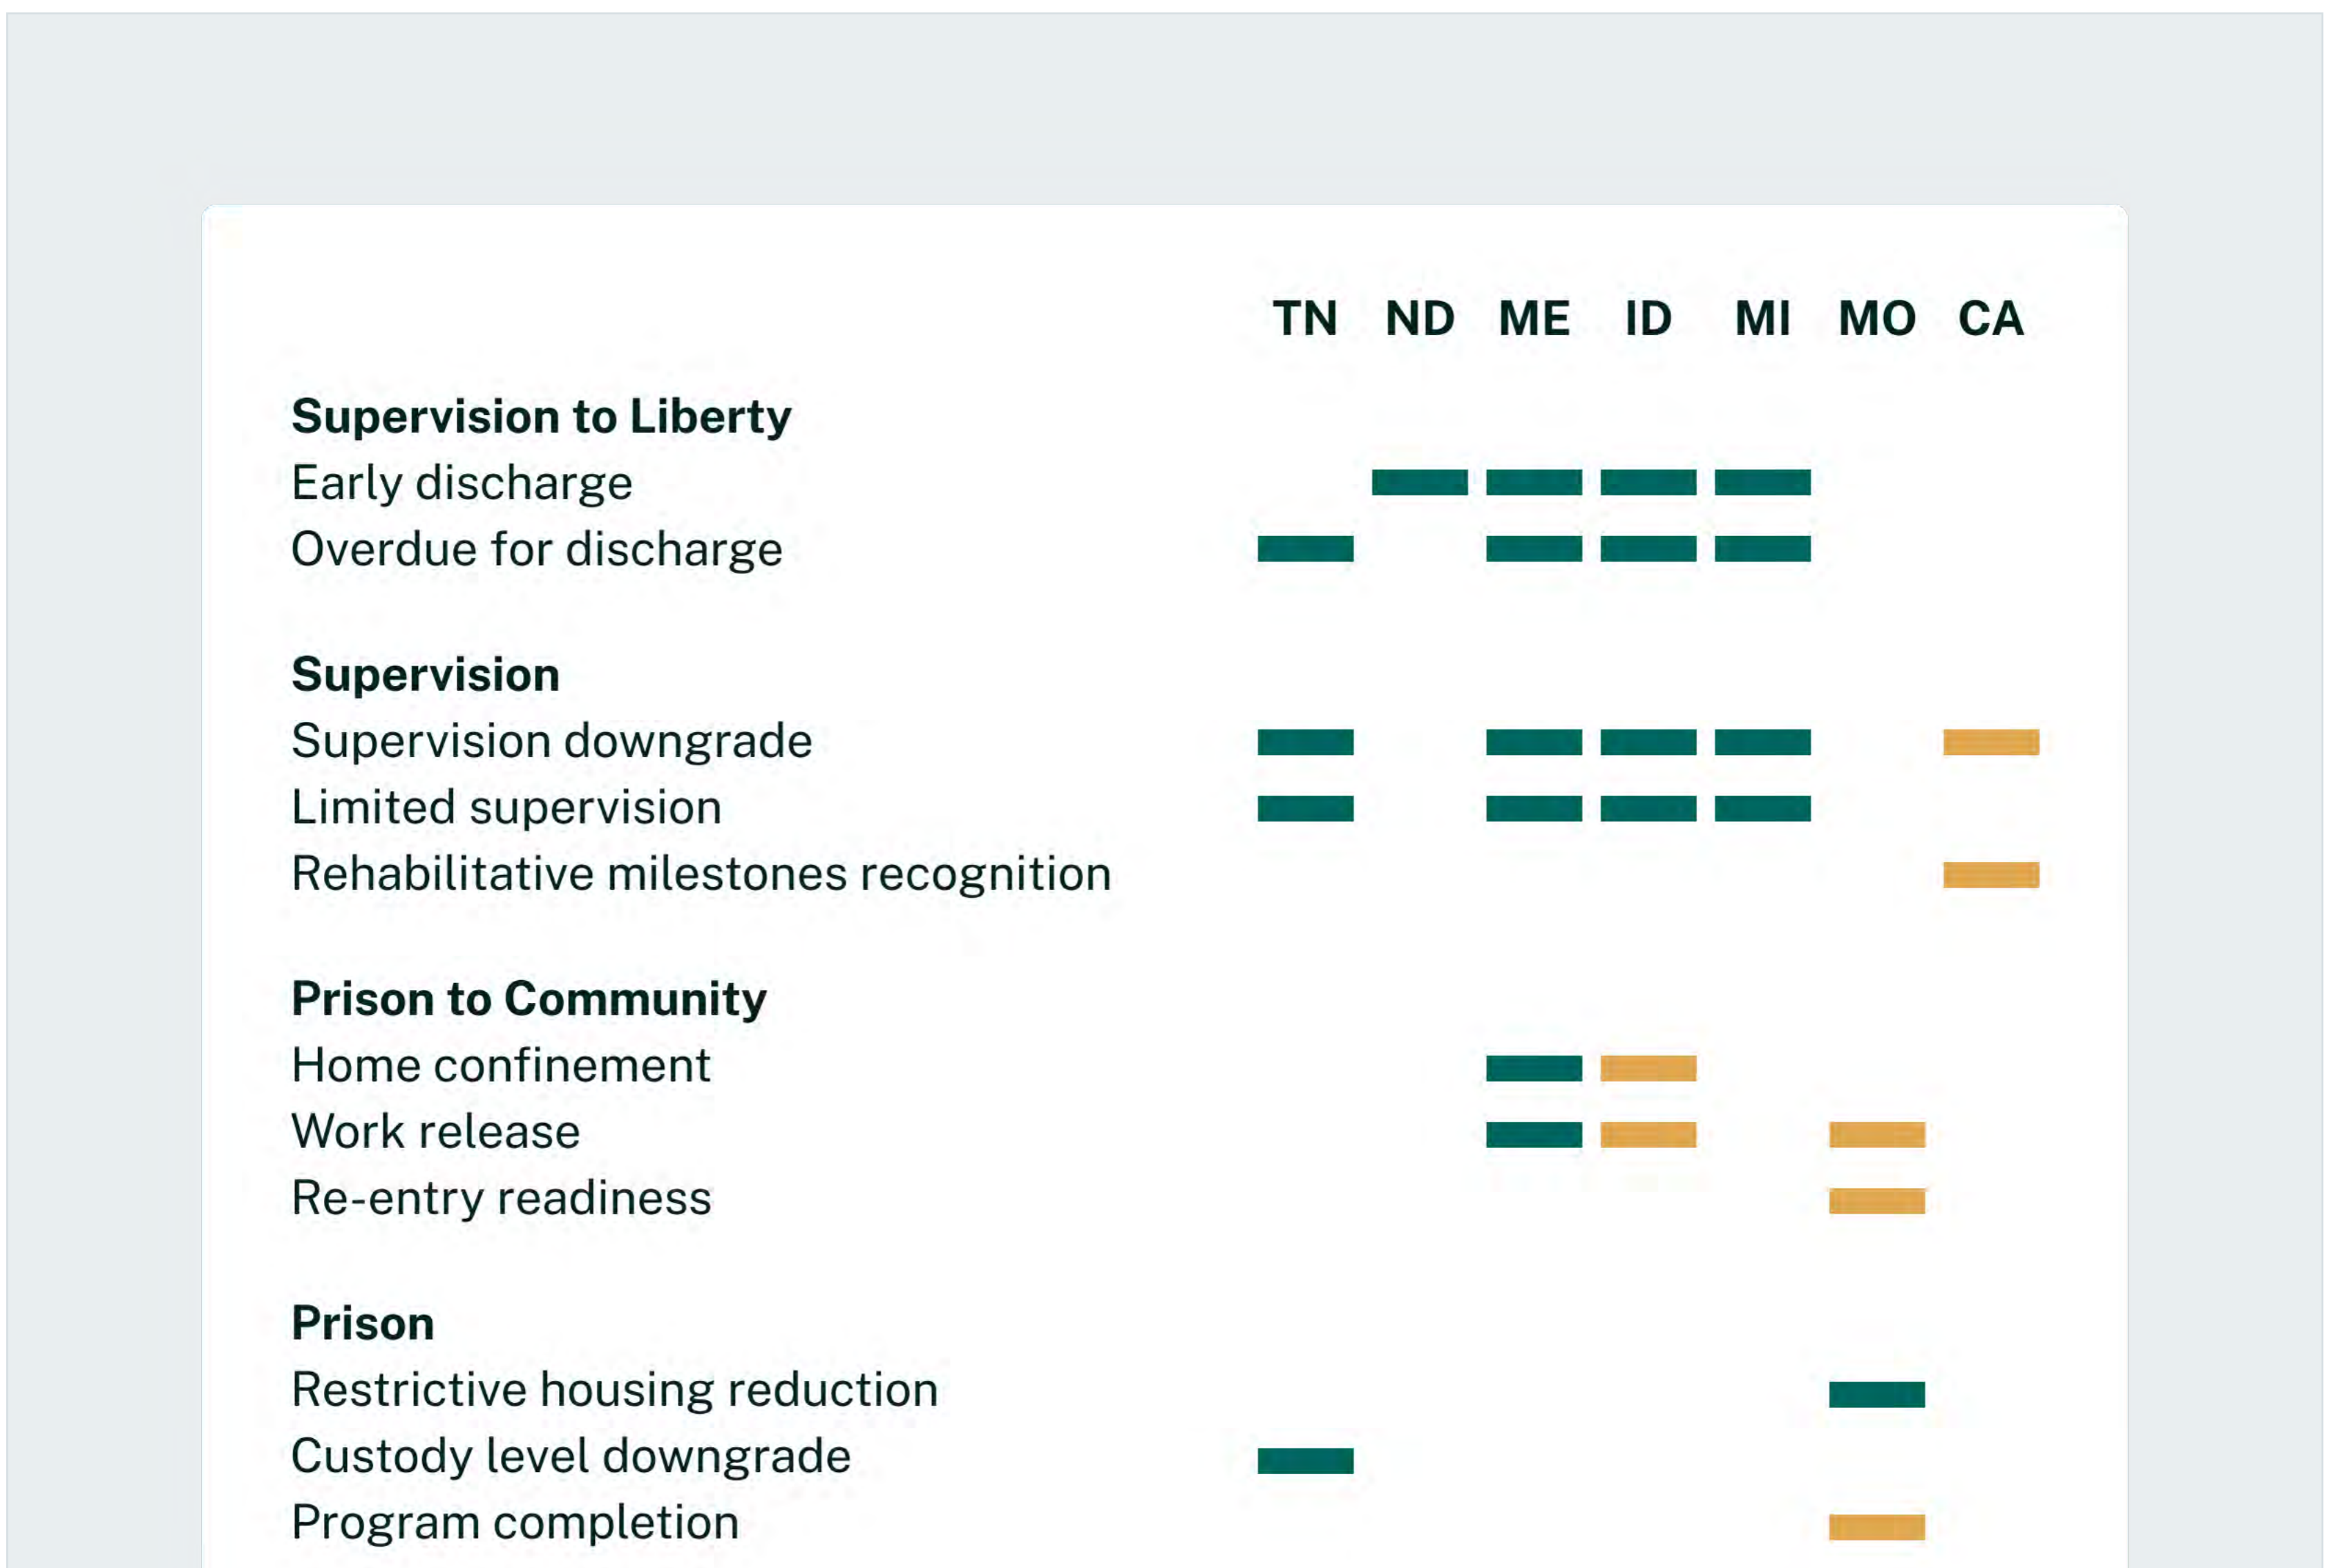 TN ND ME ID MI MO CA
Supervision to Liberty
Early discharge
Overdue for discharge
Supervision
Supervision downgrade
Limited supervision
Rehabilitative milestones recognition
Prison to Community
Home confinement
Work release
Re-entry readiness
Prison
Restrictive housing reduction
Custody level downgrade
Program completion